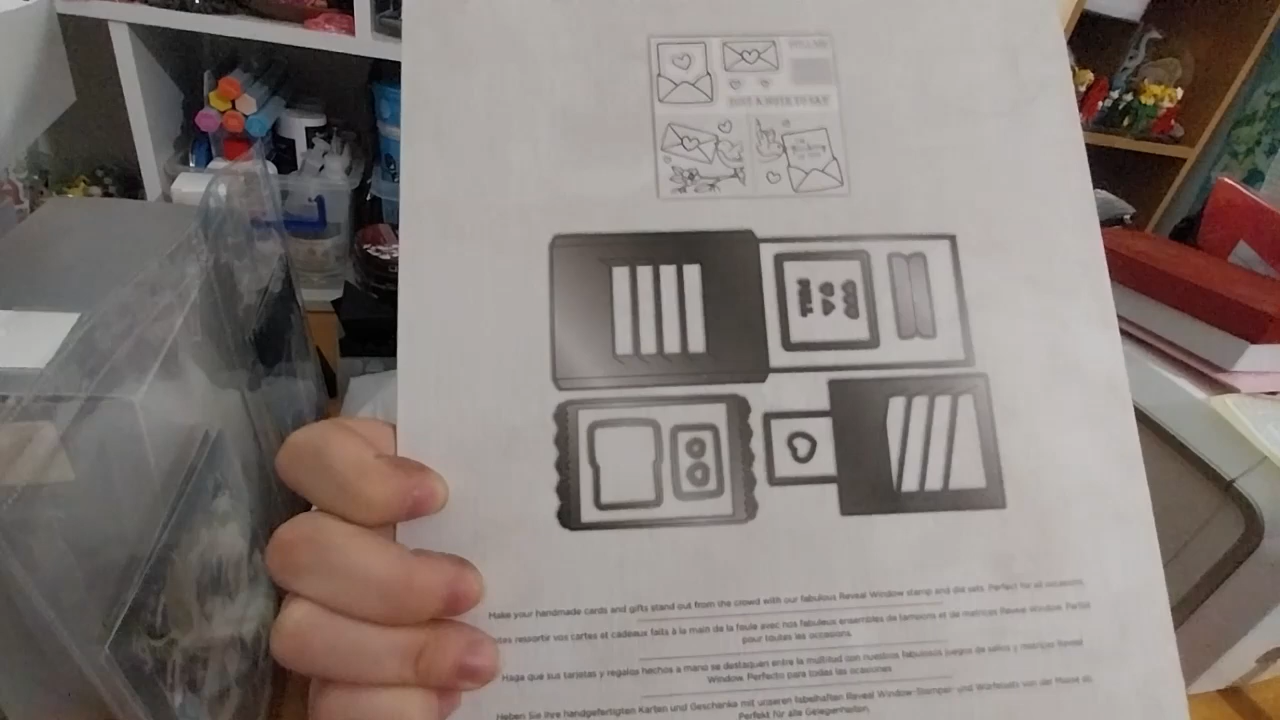 PULL
Make your handmade cards and gifts stand out from the crowd with our fabulous Reveal Window stamp and die sets. Perfect for all occasions.
ites ressortir vos cartes et cadeaux faits à la main de la foule avec nos fabuleux ensembles de tampons et de matrices Reveal Window. Parfait
pour toutes les occasions.
Haga que sus tarjetas y regalos hechos a mano se destaquen entre la multitud con nuestros fabulosos juegos de sellos y matrices Reveal
Window. Perfecto para todas las ocasiones
Heben Sie Ihre handgefertigten Karten und Geschenke mit unseren fabelhaften Reveal Window-Stempel- und von der Masse ab.
Perfekt für alle Gelegenheiten.